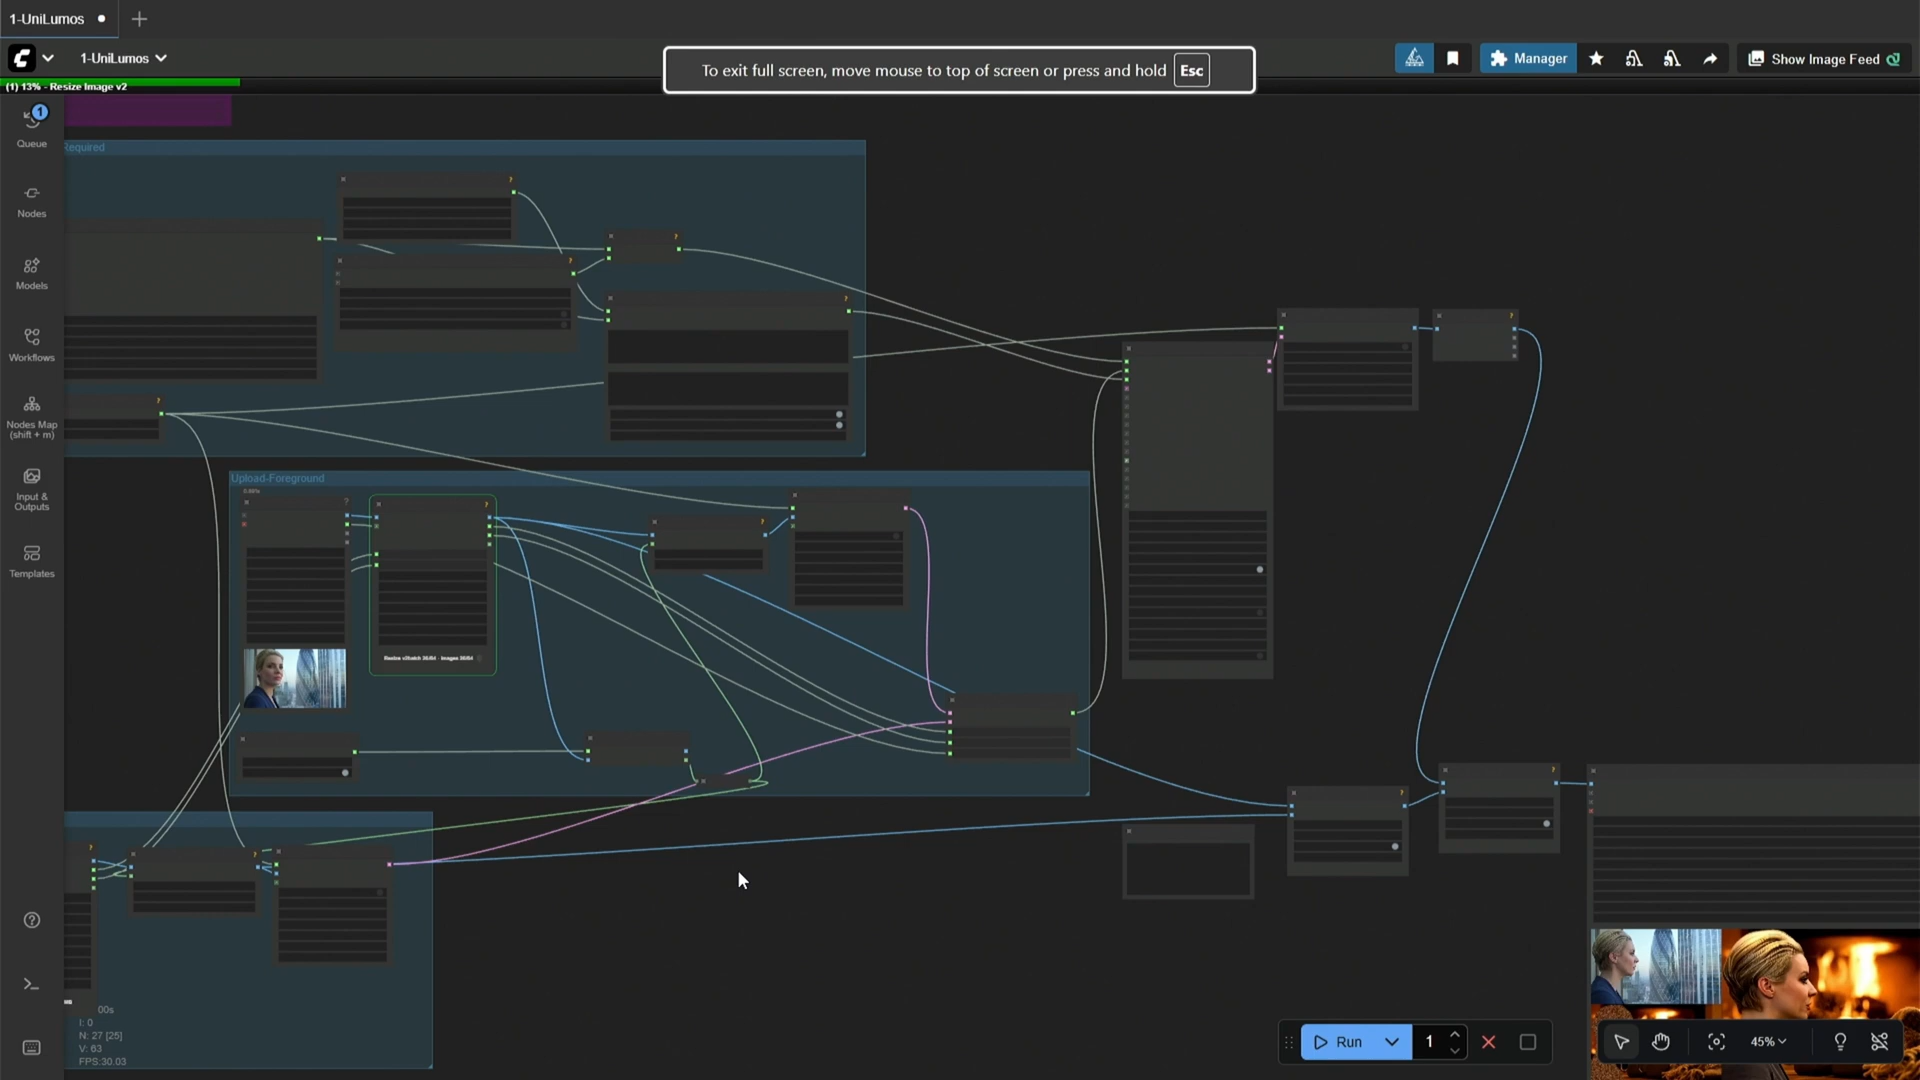 1-UniLumos
1-UniLumos
To exit full screen, move mouse to top of screen or press and hold Esc
Manager
Show Image Feed
(1) 13% - Resize Image v2
1
Queue
Nodes
Models
Workflows
Nodes Map
(shift + m)
Input &
Outputs
Templates
Required
Upload-Foreground
00s
I: 0
N: 27 [25]
V: 63
FPS:30.03
Run
1
45%